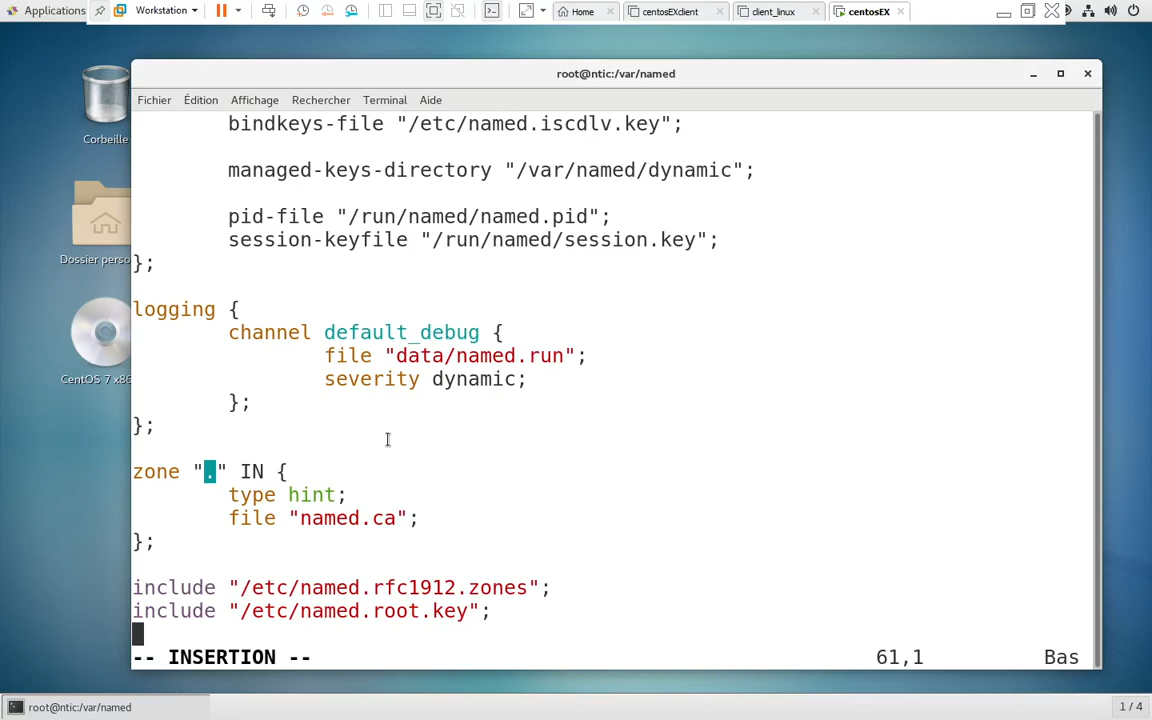 Applications Workstation Home centosEXclient client_linux centosEX
root@ntic:/var/named
Fichier Édition Affichage Rechercher Terminal Aide
bindkeys-file "/etc/named.iscdlv.key";
managed-keys-directory "/var/named/dynamic";
pid-file "/run/named/named.pid";
session-keyfile "/run/named/session.key";
};
logging {
channel default_debug {
file "data/named.run";
severity dynamic;
};
};
zone "." IN {
type hint;
file "named.ca";
};
include "/etc/named.rfc1912.zones";
include "/etc/named.root.key";
-- INSERTION -- 61,1 Bas
Corbeille
Dossier perso
CentOS 7 x86
root@ntic:/var/named 1 / 4